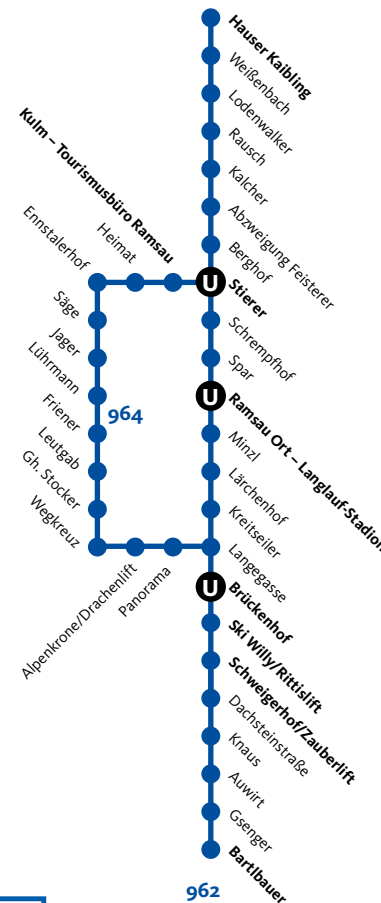 Hauser Kaibling
Weißenbach
Lodenwalker
Rausch
Kalcher
Abzweigung Feisterer
Berghof
Kulm – Tourismusbüro Ramsau
Heimat
Ennstalerhof
U
Stierer
Säge
Jager
Lührmann
Friener
Leutgab
Gh. Stocker
Wegkreuz
964
Schrempfhof
Spar
U
Ramsau Ort – Langlauf-Stadion
Minzl
Lärchenhof
Kreitseiler
Langegasse
Alpenkrone/Drachenlift
Panorama
U
Brückenhof
Ski Willy/Rittislift
Schweigerhof/Zauberlift
Dachsteinstraße
Knaus
Auwirt
Gsenger
Bartlbauer
962